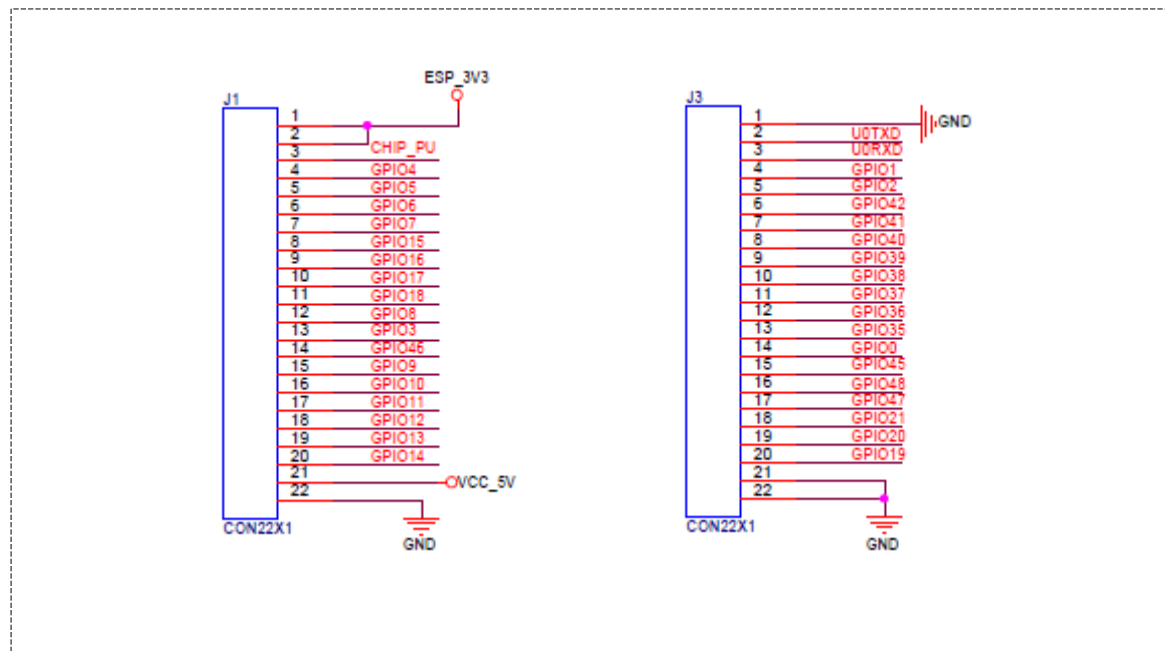 ESP_3V3
J1
1
2
3 CHIP_PU
4 GPIO4
5 GPIO5
6 GPIO6
7 GPIO7
8 GPIO15
9 GPIO16
10 GPIO17
11 GPIO18
12 GPIO8
13 GPIO3
14 GPIO46
15 GPIO9
16 GPIO10
17 GPIO11
18 GPIO12
19 GPIO13
20 GPIO14
21 VCC_5V
22
CON22X1
GND
J3
1 GND
2 U0TXD
3 U0RXD
4 GPIO1
5 GPIO2
6 GPIO42
7 GPIO41
8 GPIO40
9 GPIO39
10 GPIO38
11 GPIO37
12 GPIO36
13 GPIO35
14 GPIO0
15 GPIO45
16 GPIO48
17 GPIO47
18 GPIO21
19 GPIO20
20 GPIO19
21
22
CON22X1
GND